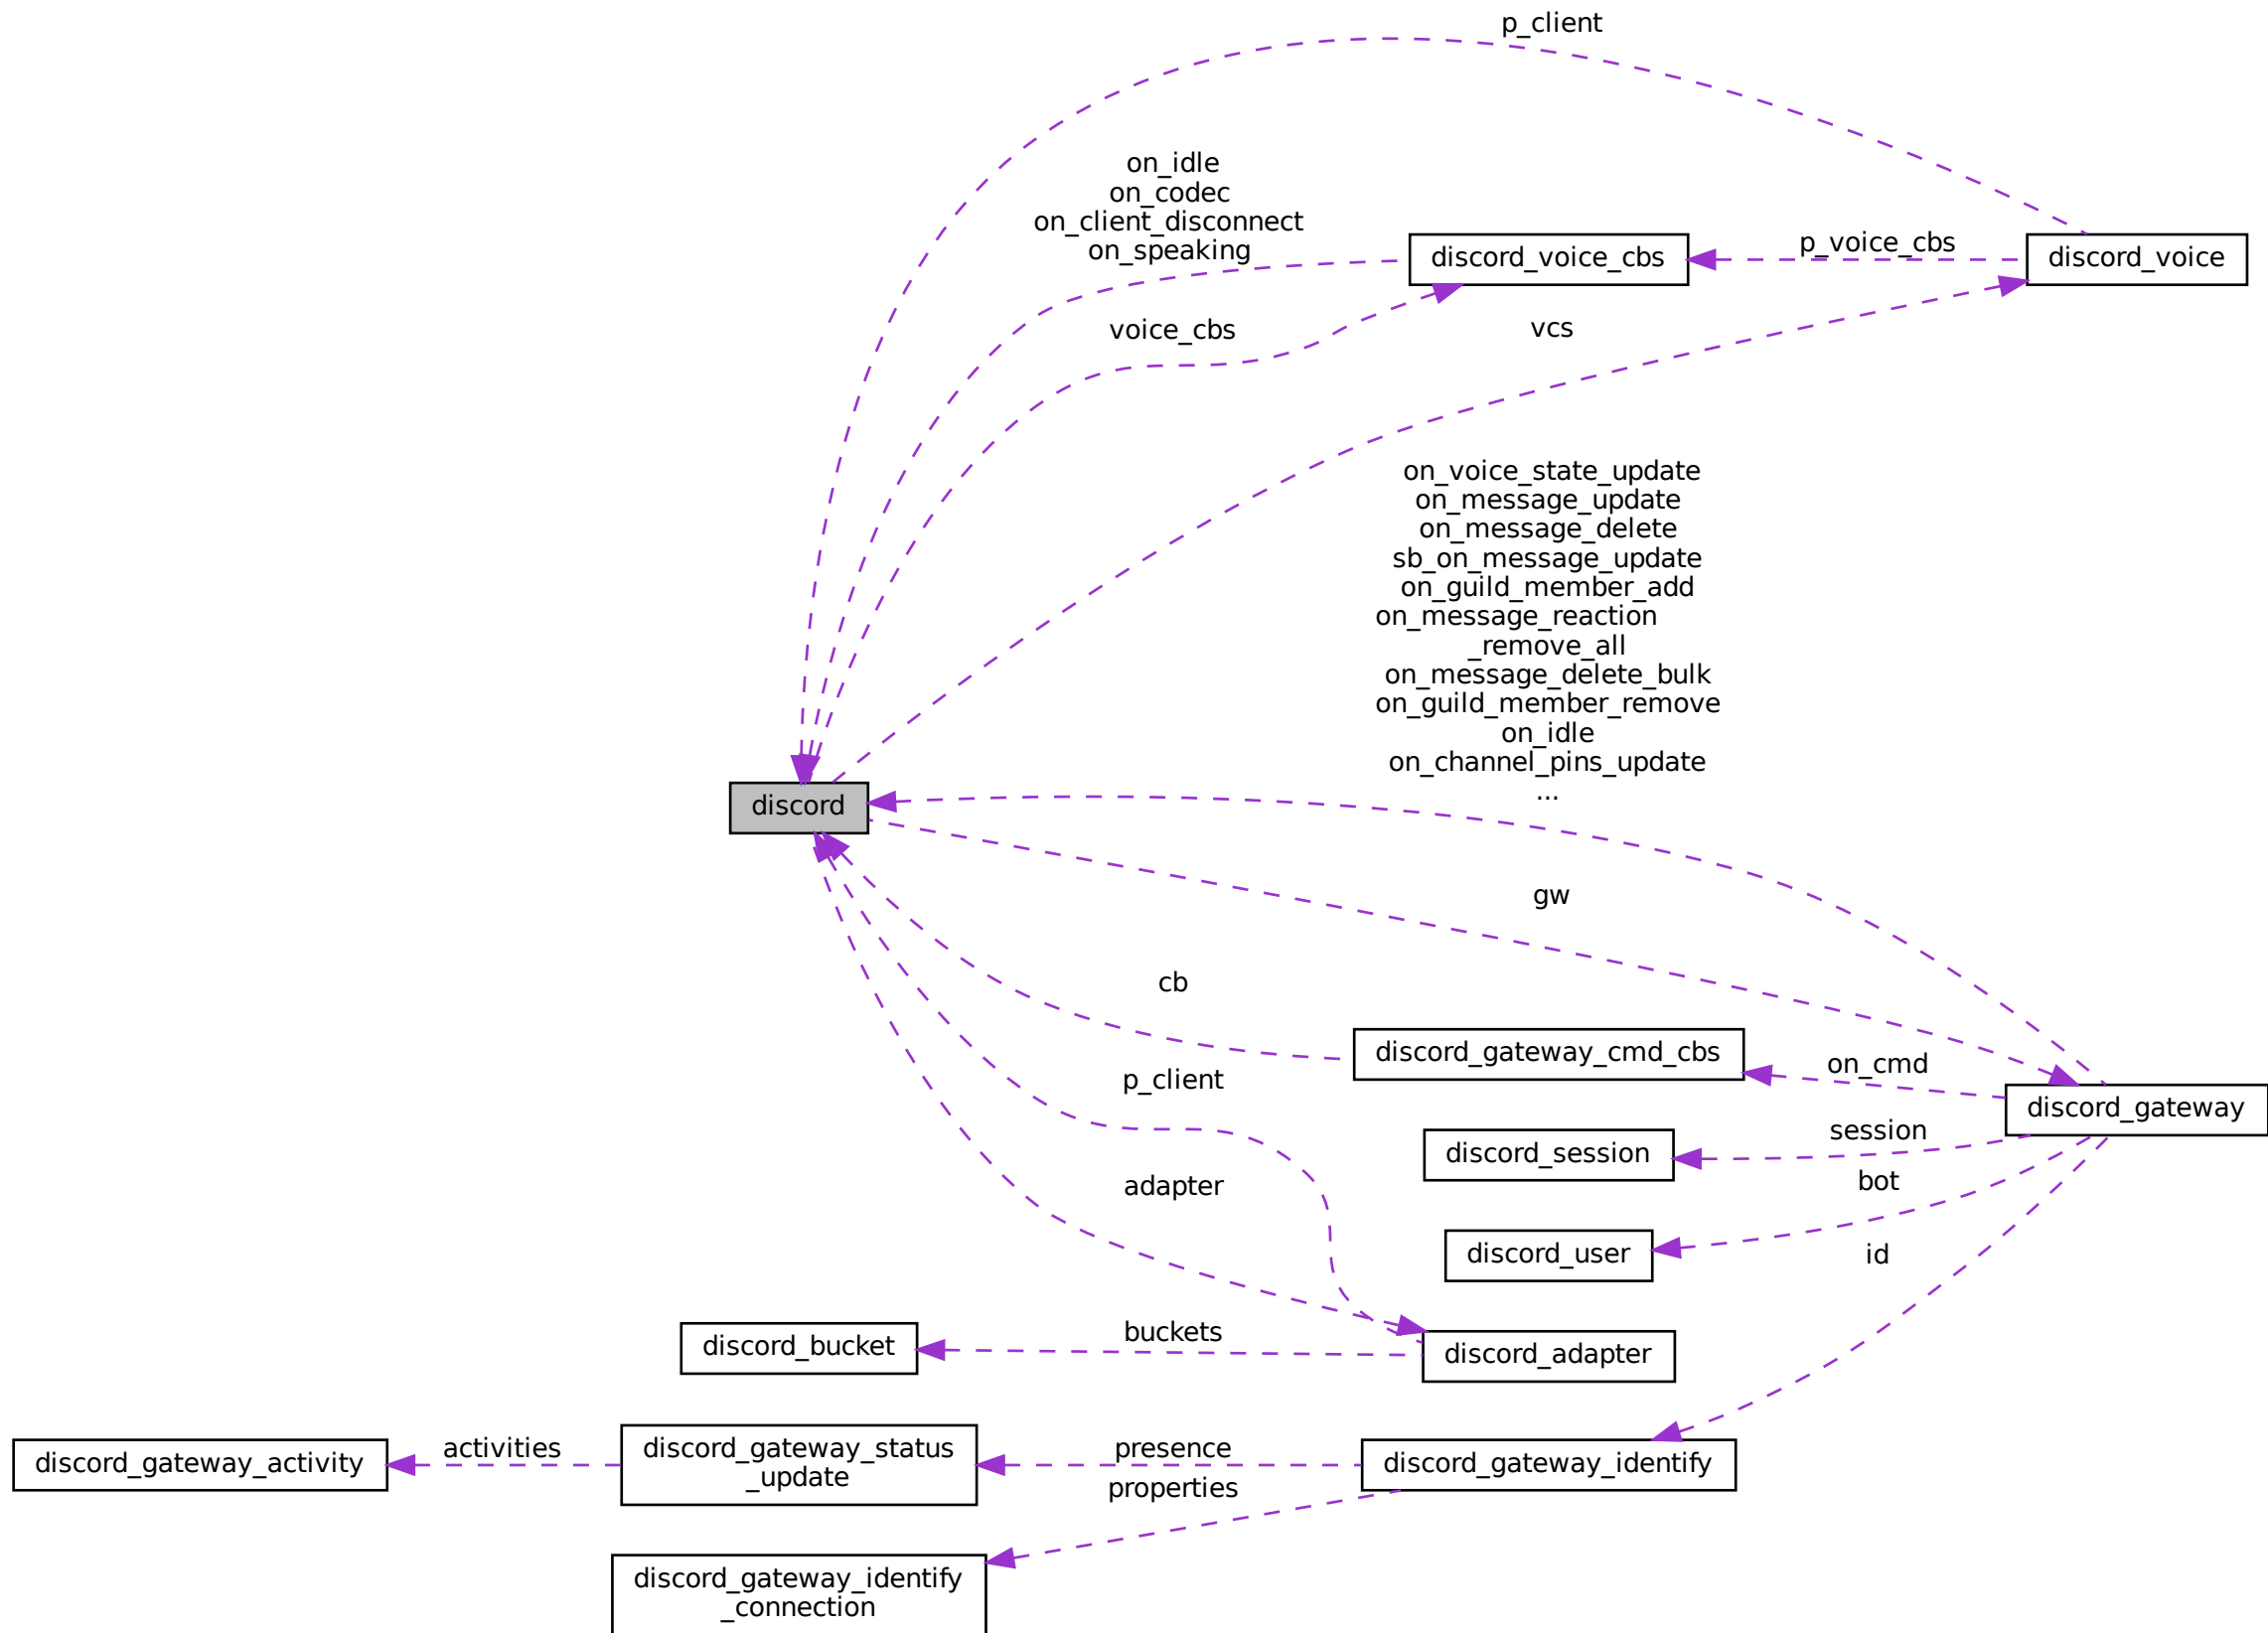 p_client
on_idle
on_codec
on_client_disconnect
on_speaking
discord_voice_cbs
p_voice_cbs
discord_voice
voice_cbs
vcs
on_voice_state_update
on_message_update
on_message_delete
sb_on_message_update
on_guild_member_add
on_message_reaction
_remove_all
on_message_delete_bulk
on_guild_member_remove
on_idle
on_channel_pins_update
...
discord
gw
cb
discord_gateway_cmd_cbs
on_cmd
discord_gateway
p_client
session
discord_session
bot
adapter
discord_user
id
buckets
discord_bucket
discord_adapter
activities
discord_gateway_activity
discord_gateway_status
_update
presence
discord_gateway_identify
properties
discord_gateway_identify
_connection